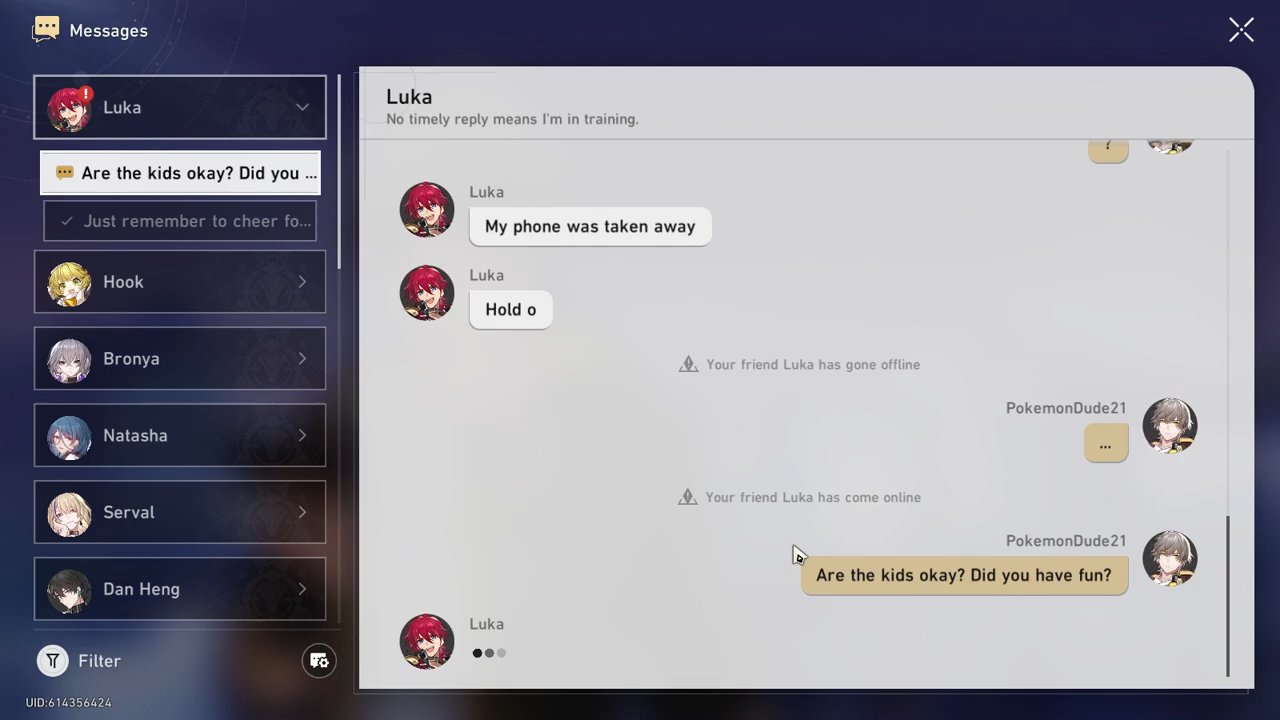 Messages
Luka
Are the kids okay? Did you ...
Just remember to cheer fo...
Hook
Bronya
Natasha
Serval
Dan Heng
Filter
UID:614356424
Luka
No timely reply means I'm in training.
?
Luka
My phone was taken away
Luka
Hold o
Your friend Luka has gone offline
PokemonDude21
...
Your friend Luka has come online
PokemonDude21
Are the kids okay? Did you have fun?
Luka